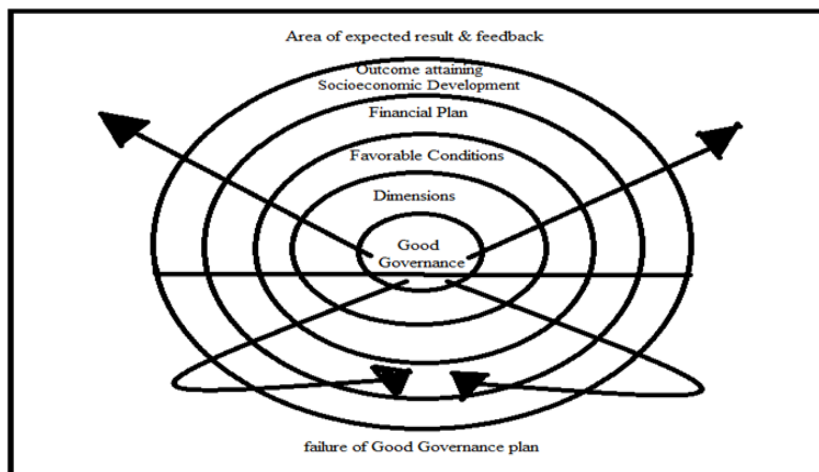 Area of expected result & feedback
Outcome attaining
Socioeconomic Development
Financial Plan
Favorable Conditions
Dimensions
Good
Governance
failure of Good Governance plan